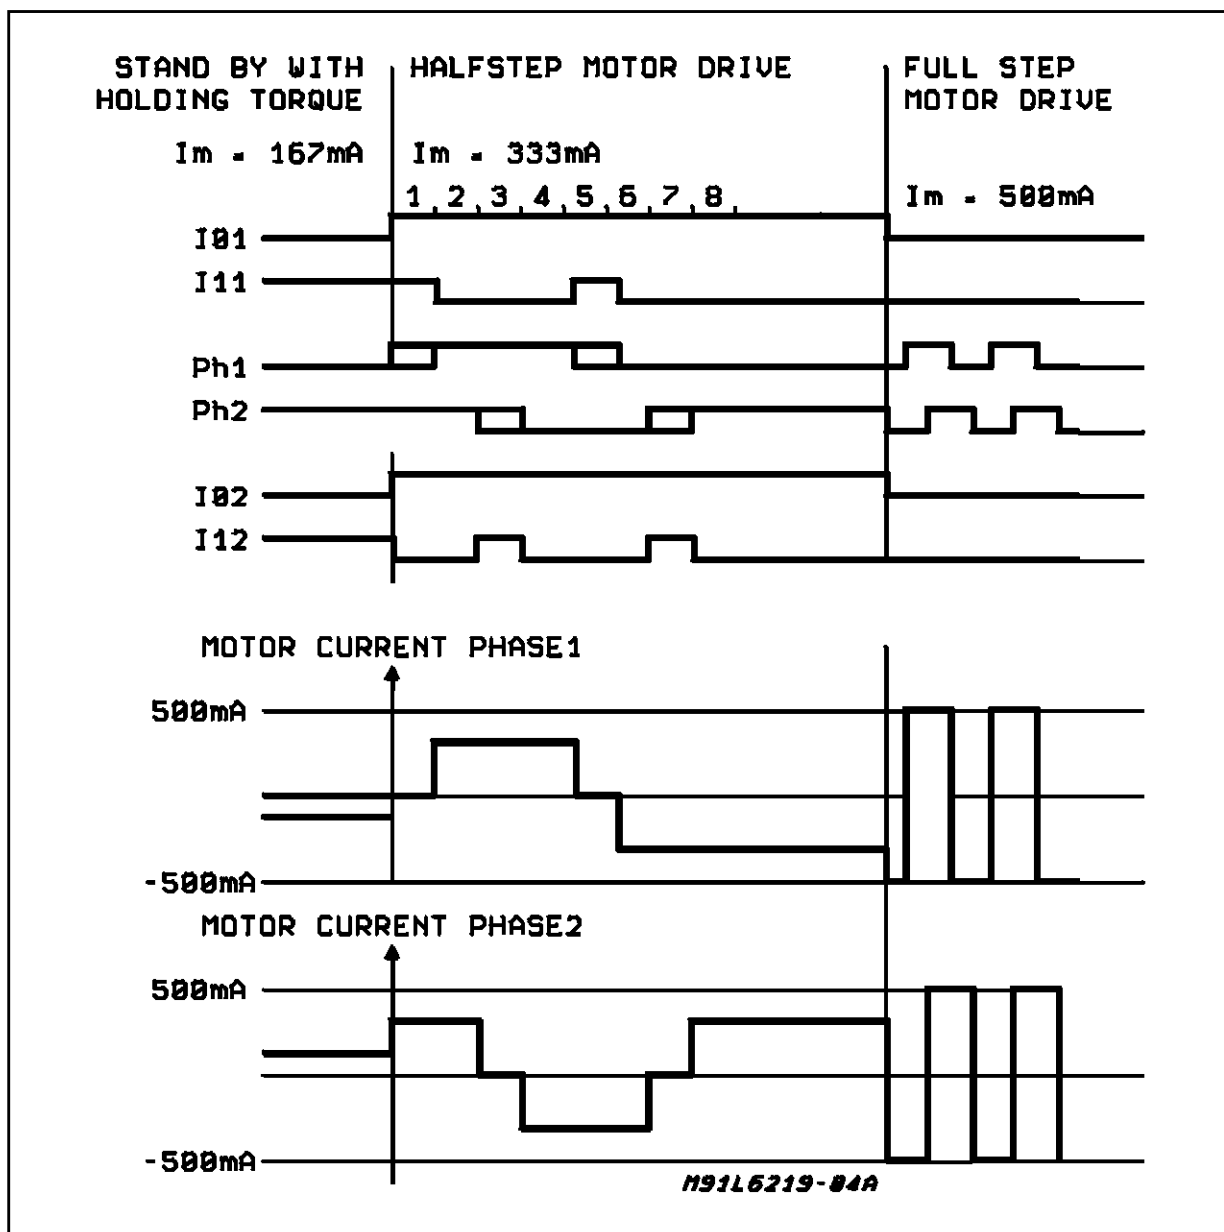 STAND BY WITH
HOLDING TORQUE
Im = 167mA
HALFSTEP MOTOR DRIVE
Im = 333mA
1 2 3 4 5 6 7 8
FULL STEP
MOTOR DRIVE
Im = 500mA
I01
I11
Ph1
Ph2
I02
I12
MOTOR CURRENT PHASE1
500mA
-500mA
MOTOR CURRENT PHASE2
500mA
-500mA
M91L6219-04A